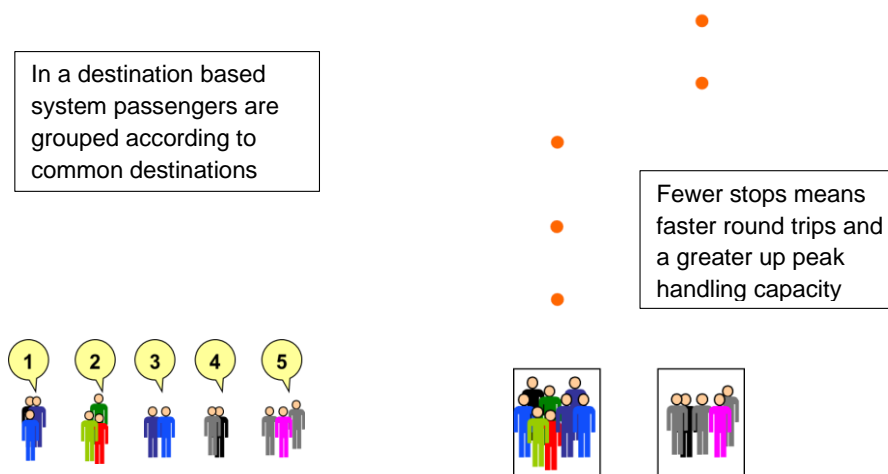 In a destination based
system passengers are
grouped according to
common destinations
Fewer stops means
faster round trips and
a greater up peak
handling capacity
1 2 3 4 5